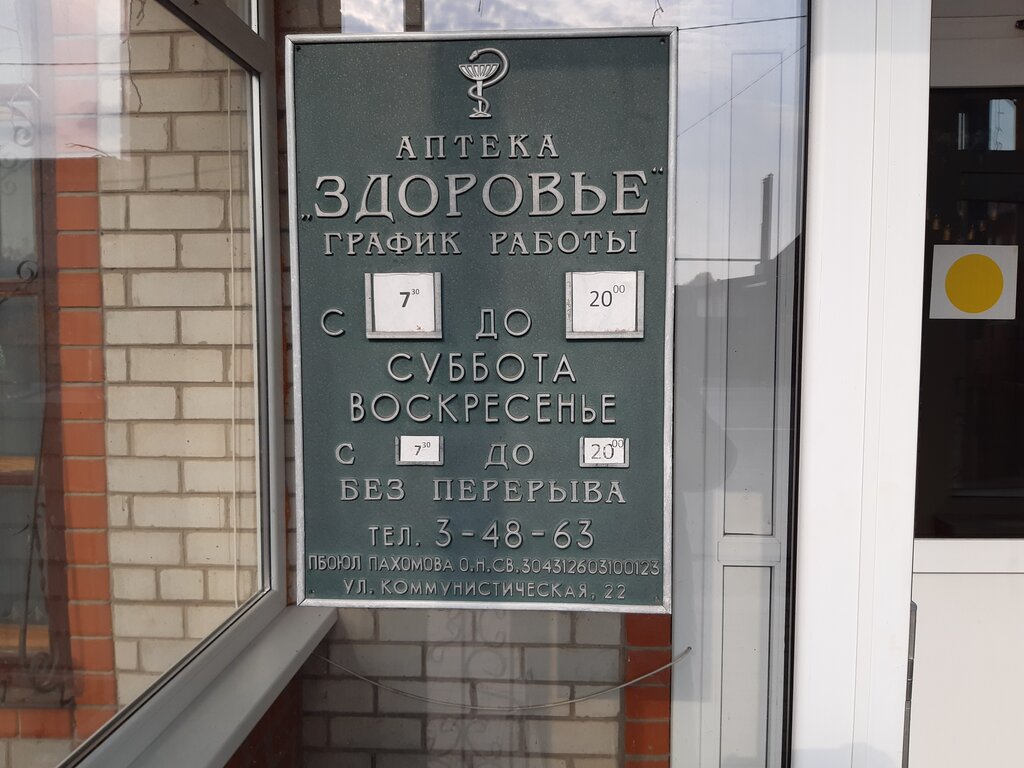 АПТЕКА
„ЗДОРОВЬЕ“
ГРАФИК РАБОТЫ
С 7³⁰ ДО 20⁰⁰
СУББОТА
ВОСКРЕСЕНЬЕ
С 7³⁰ ДО 20⁰⁰
БЕЗ ПЕРЕРЫВА
ТЕЛ. 3-48-63
ПБОЮЛ ПАХОМОВА О.Н. СВ.304312603100123
УЛ. КОММУНИСТИЧЕСКАЯ, 22